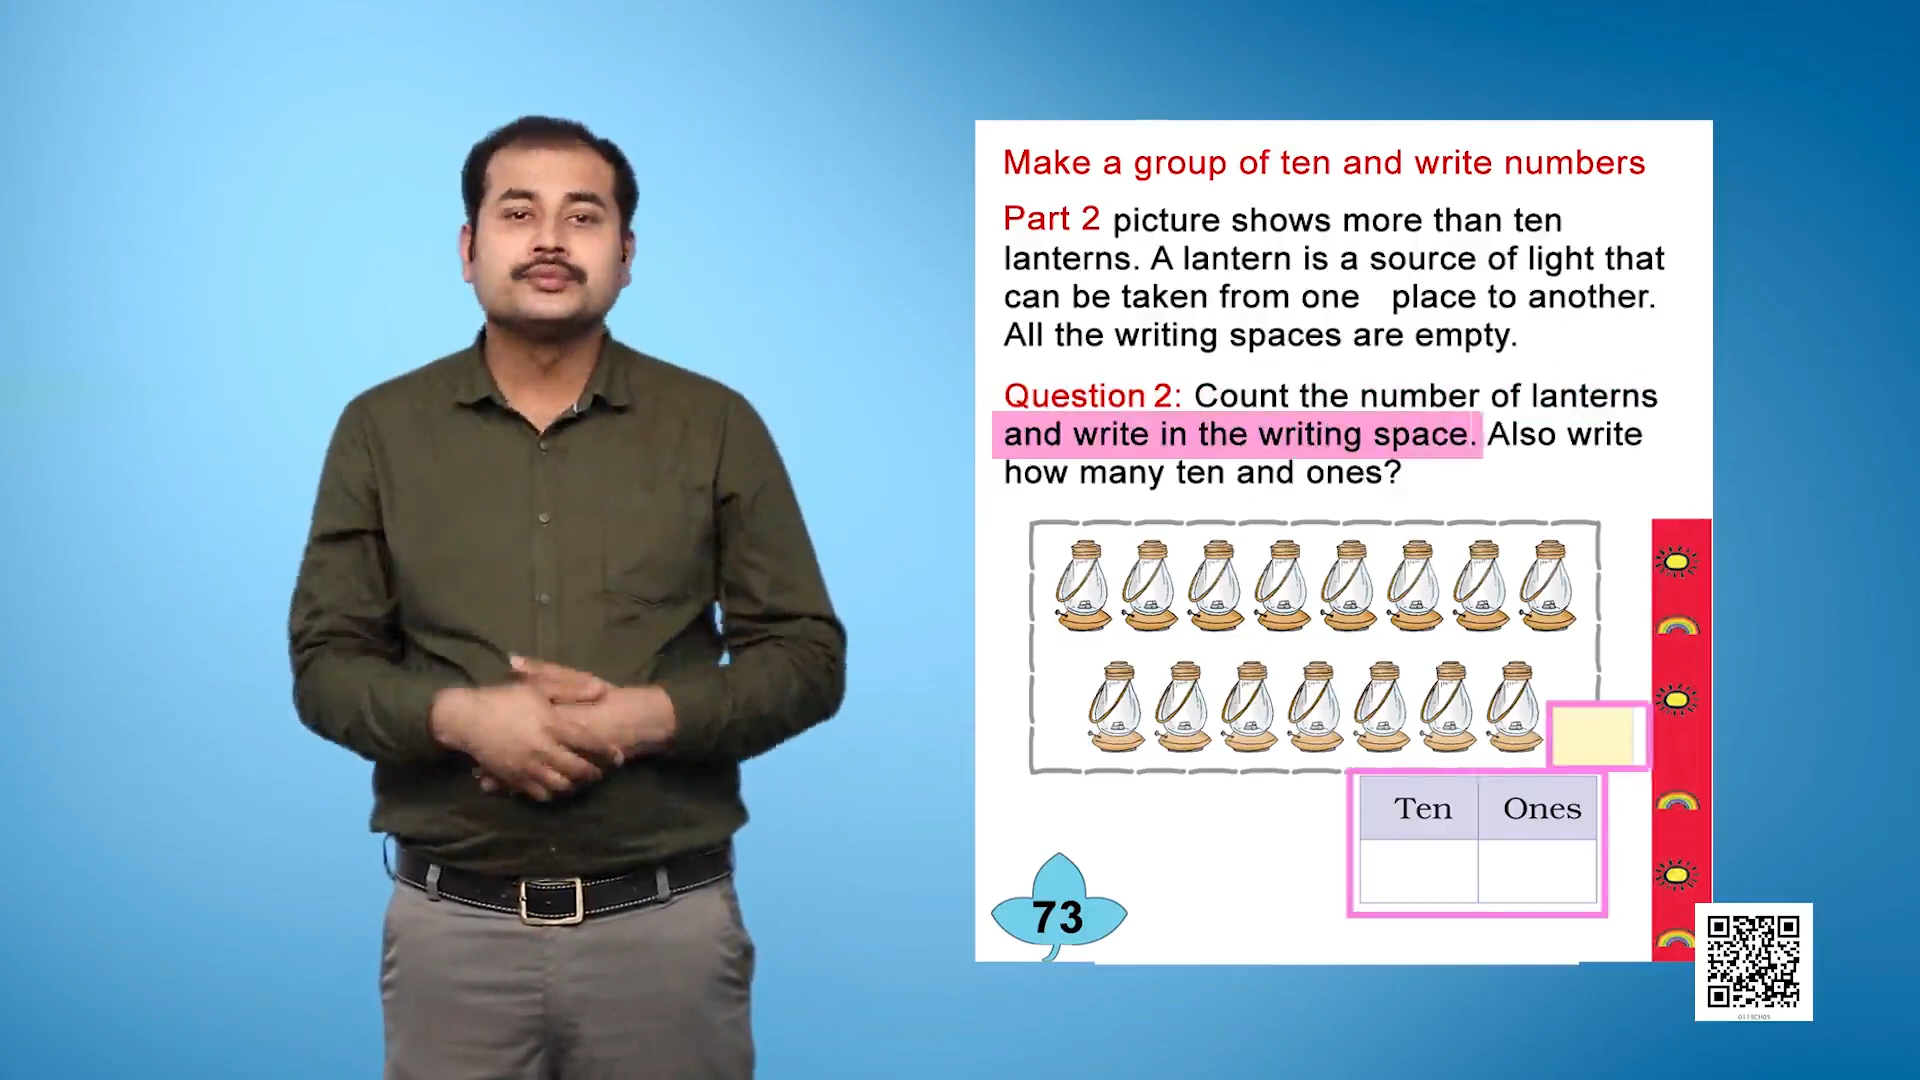 Make a group of ten and write numbers
Part 2 picture shows more than ten
lanterns. A lantern is a source of light that
can be taken from one place to another.
All the writing spaces are empty.
Question 2: Count the number of lanterns
and write in the writing space. Also write
how many ten and ones?
Ten Ones
73
0119CH05